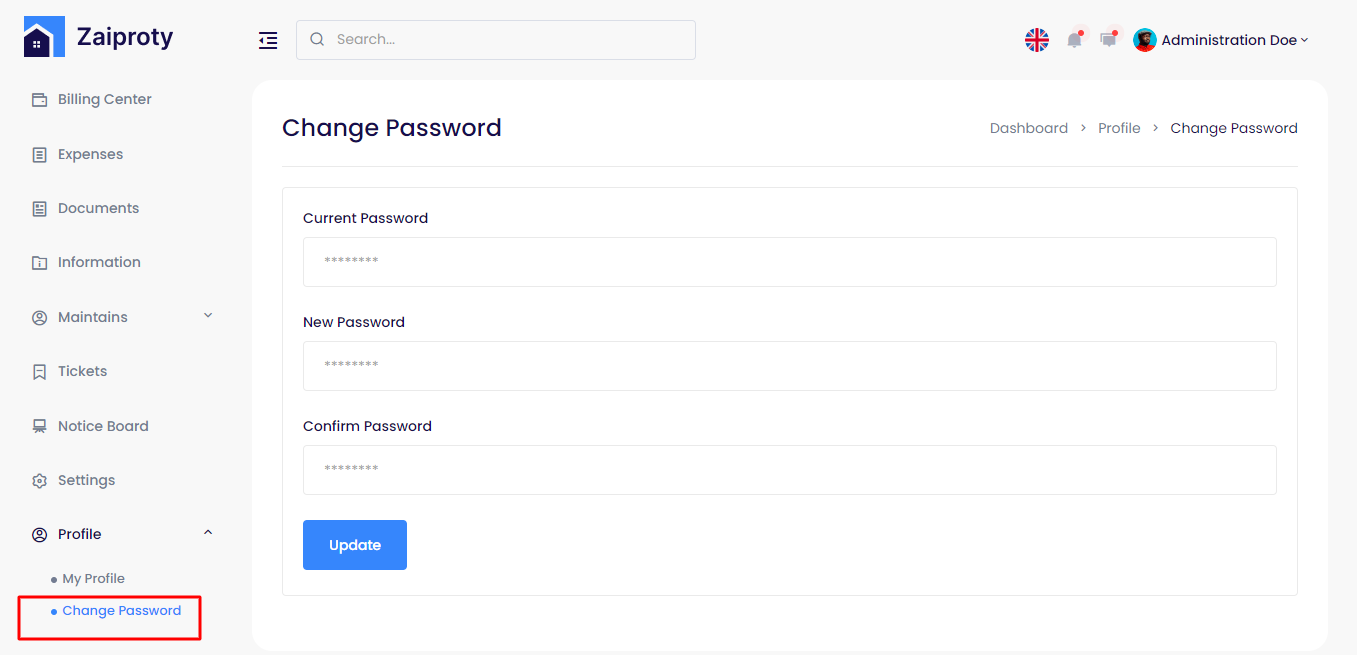 Zaiproty
Search...
Administration Doe
Billing Center
Expenses
Documents
Information
Maintains
Tickets
Notice Board
Settings
Profile
My Profile
Change Password
Change Password
Dashboard > Profile > Change Password
Current Password
********
New Password
********
Confirm Password
********
Update